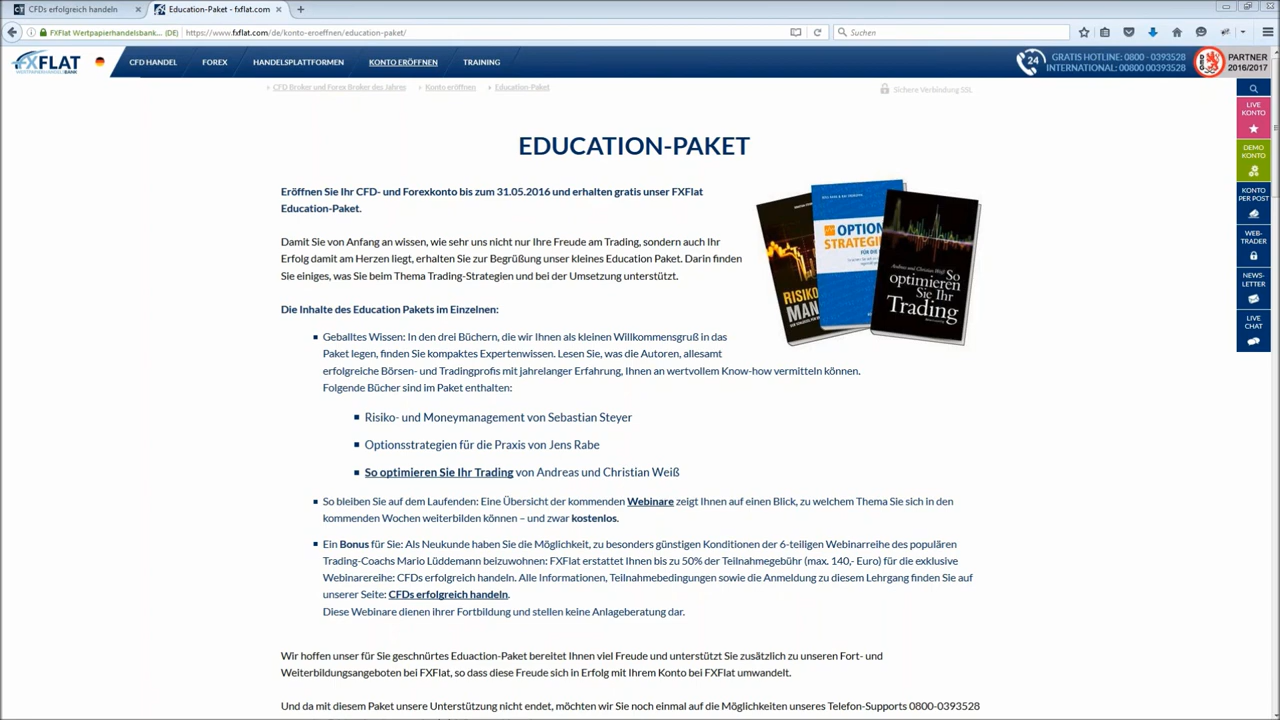 CFDs erfolgreich handeln
Education-Paket - fxflat.com
FXFlat Wertpapierhandelsbank... (DE)
https://www.fxflat.com/de/konto-eroeffnen/education-paket/
Suchen
FXFLAT
WERTPAPIERHANDELSBANK
CFD HANDEL
FOREX
HANDELSPLATTFORMEN
KONTO ERÖFFNEN
TRAINING
24
GRATIS HOTLINE: 0800 - 0393528
INTERNATIONAL: 00800 00393528
PARTNER
2016/2017
CFD Broker und Forex Broker des Jahres
Konto eröffnen
Education-Paket
Sichere Verbindung SSL
LIVE
KONTO
DEMO
KONTO
KONTO
PER POST
WEB-
TRADER
NEWS-
LETTER
LIVE
CHAT
EDUCATION-PAKET
Eröffnen Sie Ihr CFD- und Forexkonto bis zum 31.05.2016 und erhalten gratis unser FXFlat
Education-Paket.
Damit Sie von Anfang an wissen, wie sehr uns nicht nur Ihre Freude am Trading, sondern auch Ihr
Erfolg damit am Herzen liegt, erhalten Sie zur Begrüßung unser kleines Education Paket. Darin finden
Sie einiges, was Sie beim Thema Trading-Strategien und bei der Umsetzung unterstützt.
RISIKO
MAN
OPTION
STRATEGI
FÜR DIE
Andreas und Christian Weiß
So
optimieren
Sie Ihr
Trading
Die Inhalte des Education Pakets im Einzelnen:
Geballtes Wissen: In den drei Büchern, die wir Ihnen als kleinen Willkommensgruß in das
Paket legen, finden Sie kompaktes Expertenwissen. Lesen Sie, was die Autoren, allesamt
erfolgreiche Börsen- und Tradingprofis mit jahrelanger Erfahrung, Ihnen an wertvollem Know-how vermitteln können.
Folgende Bücher sind im Paket enthalten:
Risiko- und Moneymanagement von Sebastian Steyer
Optionsstrategien für die Praxis von Jens Rabe
So optimieren Sie Ihr Trading von Andreas und Christian Weiß
So bleiben Sie auf dem Laufenden: Eine Übersicht der kommenden Webinare zeigt Ihnen auf einen Blick, zu welchem Thema Sie sich in den
kommenden Wochen weiterbilden können – und zwar kostenlos.
Ein Bonus für Sie: Als Neukunde haben Sie die Möglichkeit, zu besonders günstigen Konditionen der 6-teiligen Webinarreihe des populären
Trading-Coachs Mario Lüddemann beizuwohnen: FXFlat erstattet Ihnen bis zu 50% der Teilnahmegebühr (max. 140,- Euro) für die exklusive
Webinarereihe: CFDs erfolgreich handeln. Alle Informationen, Teilnahmebedingungen sowie die Anmeldung zu diesem Lehrgang finden Sie auf
unserer Seite: CFDs erfolgreich handeln.
Diese Webinare dienen ihrer Fortbildung und stellen keine Anlageberatung dar.
Wir hoffen unser für Sie geschnürtes Eduaction-Paket bereitet Ihnen viel Freude und unterstützt Sie zusätzlich zu unseren Fort- und
Weiterbildungsangeboten bei FXFlat, so dass diese Freude sich in Erfolg mit Ihrem Konto bei FXFlat umwandelt.
Und da mit diesem Paket unsere Unterstützung nicht endet, möchten wir Sie noch einmal auf die Möglichkeiten unseres Telefon-Supports 0800-0393528